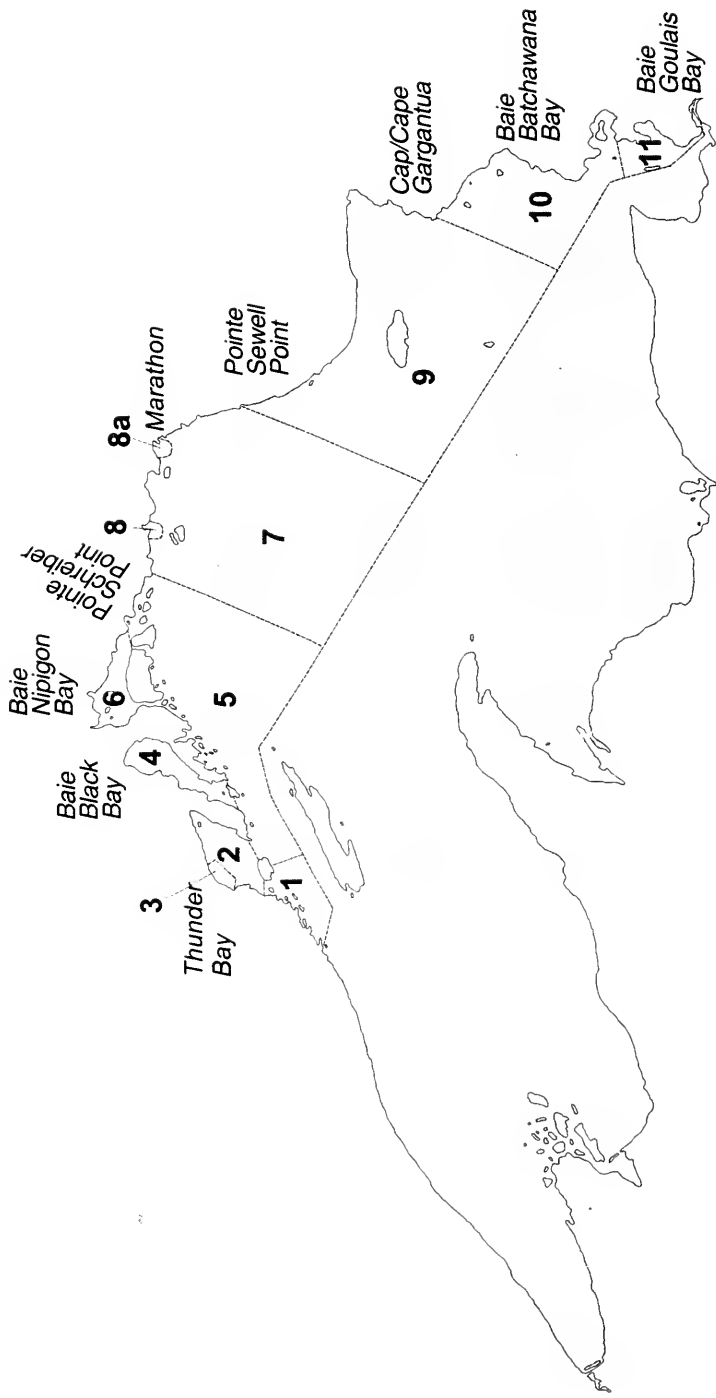 3
Thunder
Bay
1
2
Baie
Black
Bay
4
Baie
Nipigon
Bay
6
5
Pointe
Schreiber
Point
8
8a
Marathon
7
Pointe
Sewell
Point
9
Cap/Cape
Gargantua
Baie
Batchawana
Bay
10
Baie
Goulais
Bay
11